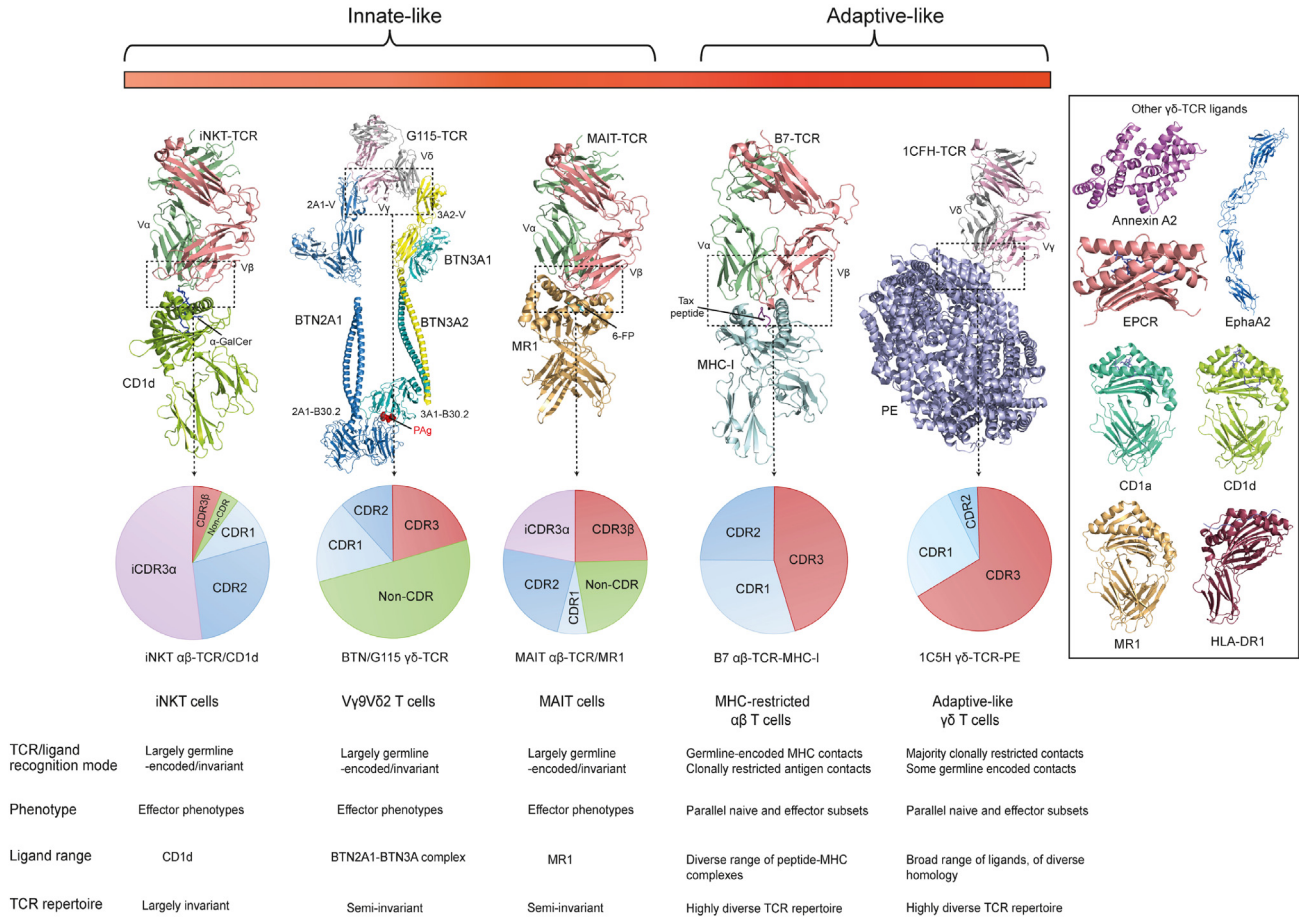 Innate-like
Adaptive-like
iNKT-TCR
Vα
Vβ
α-GalCer
CD1d
G115-TCR
Vδ
2A1-V
Vγ
3A2-V
BTN3A1
BTN2A1
BTN3A2
2A1-B30.2
3A1-B30.2
PAg
MAIT-TCR
Vα
Vβ
6-FP
MR1
B7-TCR
Vα
Vβ
Tax
peptide
MHC-I
1CFH-TCR
Vδ
Vγ
PE
Other γδ-TCR ligands
Annexin A2
EPCR
EphaA2
CD1a
CD1d
MR1
HLA-DR1
CDR3β
Non-CDR
CDR1
CDR2
iCDR3α
CDR2
CDR3
CDR1
Non-CDR
iCDR3α
CDR3β
CDR2
CDR1
Non-CDR
CDR2
CDR3
CDR1
CDR2
CDR1
CDR3
iNKT αβ-TCR/CD1d
BTN/G115 γδ-TCR
MAIT αβ-TCR/MR1
B7 αβ-TCR-MHC-I
1C5H γδ-TCR-PE
iNKT cells
Vγ9Vδ2 T cells
MAIT cells
MHC-restricted
αβ T cells
Adaptive-like
γδ T cells
TCR/ligand
recognition mode
Largely germline
-encoded/invariant
Largely germline
-encoded/invariant
Largely germline
-encoded/invariant
Germline-encoded MHC contacts
Clonally restricted antigen contacts
Majority clonally restricted contacts
Some germline encoded contacts
Phenotype
Effector phenotypes
Effector phenotypes
Effector phenotypes
Parallel naive and effector subsets
Parallel naive and effector subsets
Ligand range
CD1d
BTN2A1-BTN3A complex
MR1
Diverse range of peptide-MHC
complexes
Broad range of ligands, of diverse
homology
TCR repertoire
Largely invariant
Semi-invariant
Semi-invariant
Highly diverse TCR repertoire
Highly diverse TCR repertoire